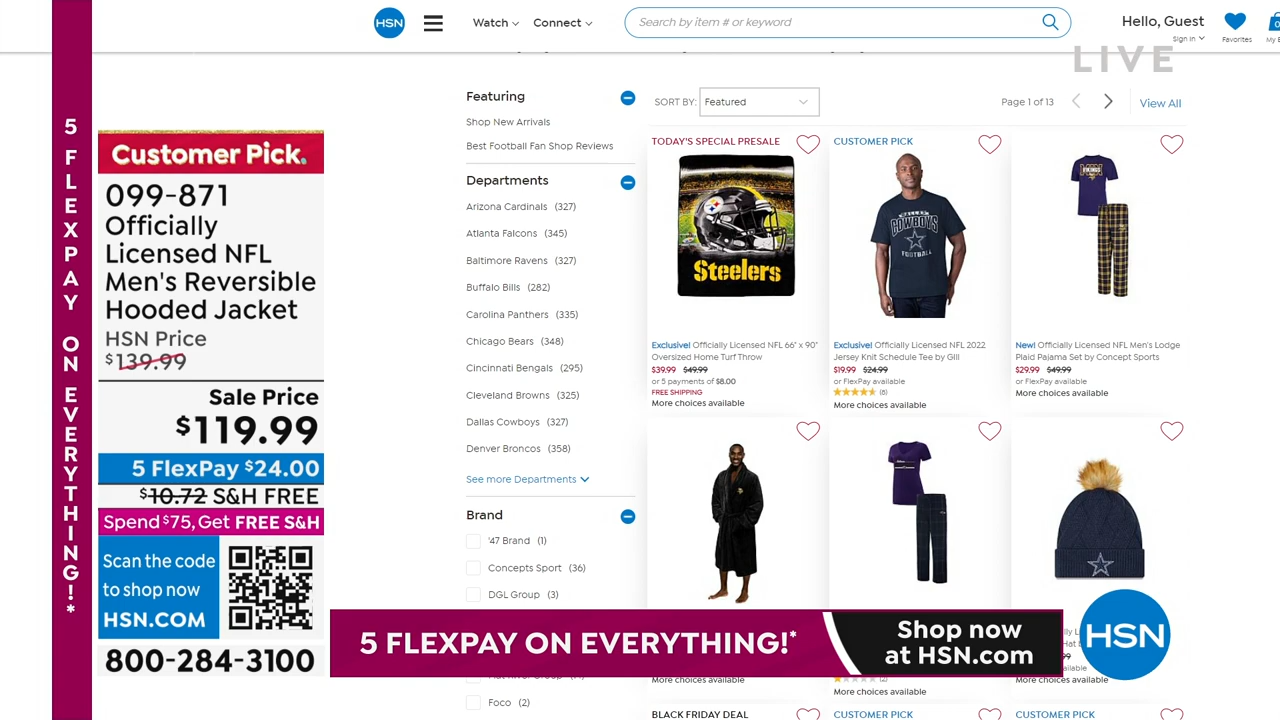 HSN
Watch
Connect
Search by item # or keyword
Hello, Guest
Sign In
Favorites
0
LIVE
5 FLEXPAY ON EVERYTHING!*
Customer Pick.
099-871
Officially
Licensed NFL
Men's Reversible
Hooded Jacket
HSN Price
$139.99
Sale Price
$119.99
5 FlexPay $24.00
$10.72 S&H FREE
Spend $75, Get FREE S&H
Scan the code
to shop now
HSN.COM
800-284-3100
Featuring
Shop New Arrivals
Best Football Fan Shop Reviews
Departments
Arizona Cardinals (327)
Atlanta Falcons (345)
Baltimore Ravens (327)
Buffalo Bills (282)
Carolina Panthers (335)
Chicago Bears (348)
Cincinnati Bengals (295)
Cleveland Browns (325)
Dallas Cowboys (327)
Denver Broncos (358)
See more Departments
Brand
'47 Brand (1)
Concepts Sport (36)
DGL Group (3)
Foco (2)
SORT BY: Featured
Page 1 of 13
View All
TODAY'S SPECIAL PRESALE
Steelers
Exclusive! Officially Licensed NFL 66" x 90"
Oversized Home Turf Throw
$39.99 $49.99
or 5 payments of $8.00
FREE SHIPPING
More choices available
CUSTOMER PICK
DALLAS
COWBOYS
FOOTBALL
Exclusive! Officially Licensed NFL 2022
Jersey Knit Schedule Tee by GIII
$19.99 $24.99
or FlexPay available
(8)
More choices available
VIKINGS
New! Officially Licensed NFL Men's Lodge
Plaid Pajama Set by Concept Sports
$29.99 $49.99
or FlexPay available
More choices available
More choices available
(2)
More choices available
More choices available
5 FLEXPAY ON EVERYTHING!*
Shop now
at HSN.com
HSN
BLACK FRIDAY DEAL
CUSTOMER PICK
CUSTOMER PICK